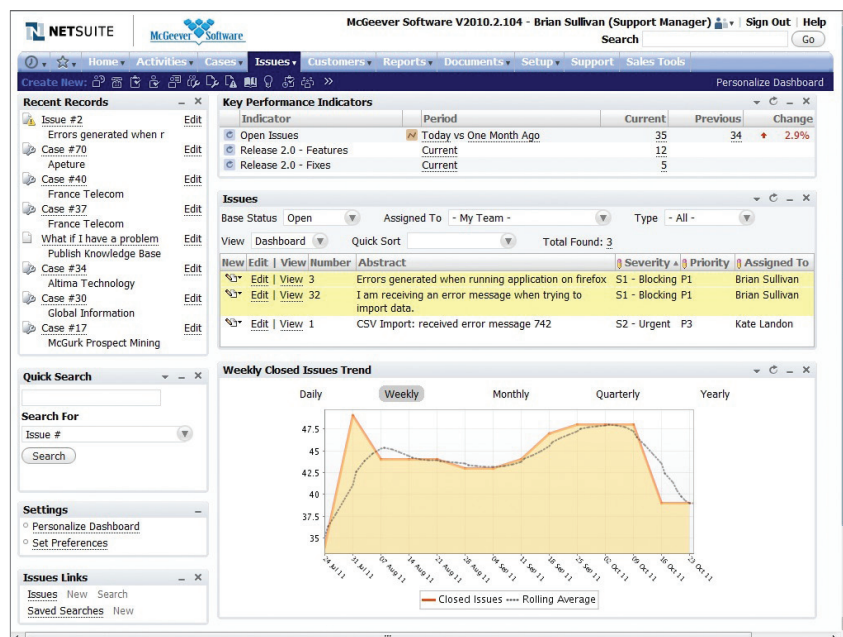 NETSUITE
McGeever Software
McGeever Software V2010.2.104 - Brian Sullivan (Support Manager) Sign Out Help
Search Go
Home Activities Cases Issues Customers Reports Documents Setup Support Sales Tools
Create New: Personalize Dashboard
Recent Records
Issue #2 Edit
Errors generated when r
Case #70 Edit
Apeture
Case #40 Edit
France Telecom
Case #37 Edit
France Telecom
What if I have a problem Edit
Publish Knowledge Base
Case #34 Edit
Altima Technology
Case #30 Edit
Global Information
Case #17 Edit
McGurk Prospect Mining
Quick Search
Search For
Issue #
Search
Settings
Personalize Dashboard
Set Preferences
Issues Links
Issues New Search
Saved Searches New
Key Performance Indicators
Indicator Period Current Previous Change
Open Issues Today vs One Month Ago 35 34 2.9%
Release 2.0 - Features Current 12
Release 2.0 - Fixes Current 5
Issues
Base Status Open Assigned To - My Team - Type - All -
View Dashboard Quick Sort Total Found: 3
New Edit | View Number Abstract Severity Priority Assigned To
Edit | View 3 Errors generated when running application on firefox S1 - Blocking P1 Brian Sullivan
Edit | View 32 I am receiving an error message when trying to S1 - Blocking P1 Brian Sullivan
import data.
Edit | View 1 CSV Import: received error message 742 S2 - Urgent P3 Kate Landon
Weekly Closed Issues Trend
Daily Weekly Monthly Quarterly Yearly
47.5
45
42.5
40
37.5
35
24 Jul 11 31 Jul 11 07 Aug 11 14 Aug 11 21 Aug 11 28 Aug 11 04 Sep 11 11 Sep 11 18 Sep 11 25 Sep 11 02 Oct 11 09 Oct 11 16 Oct 11 23 Oct 11
Closed Issues Rolling Average